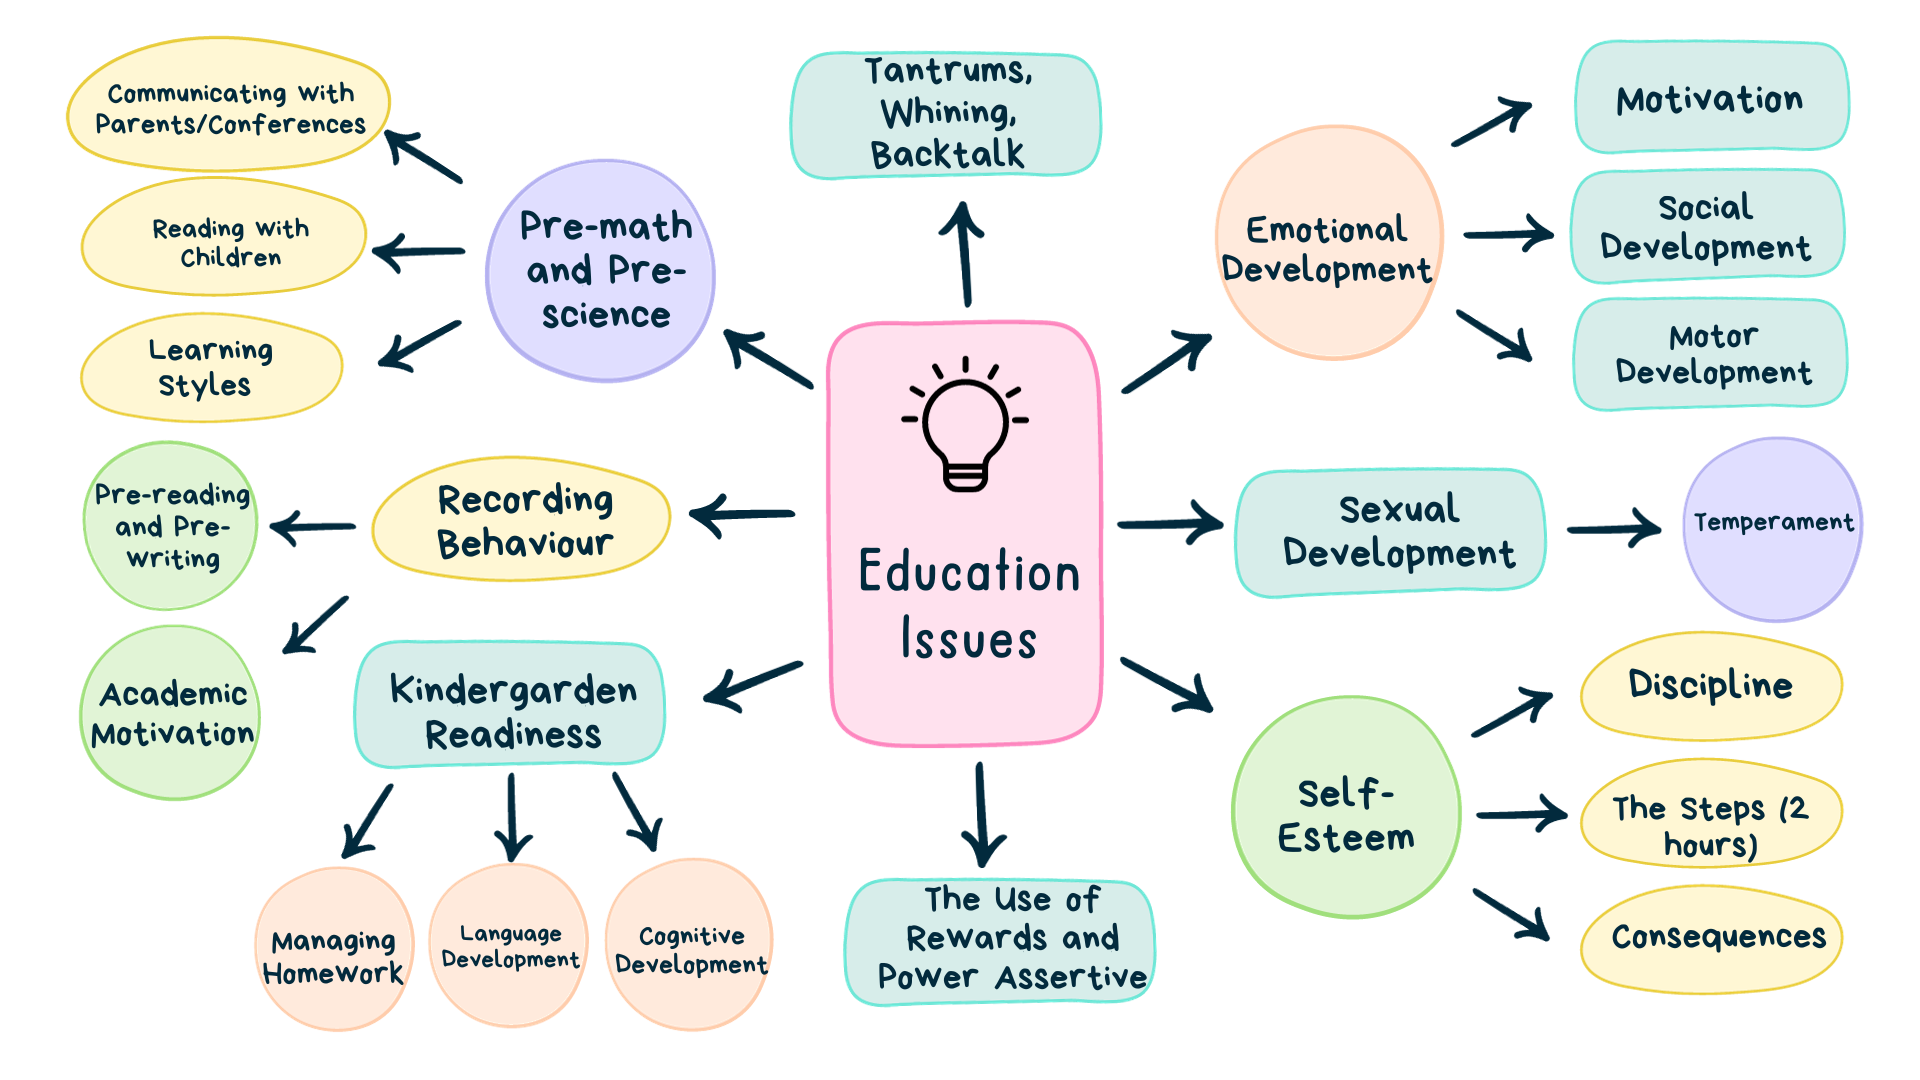 Communicating with
Parents/Conferences
Reading with
Children
Learning
Styles
Pre-math
and Pre-
science
Tantrums,
Whining,
Backtalk
Emotional
Development
Motivation
Social
Development
Motor
Development
Pre-reading
and Pre-
writing
Academic
Motivation
Recording
Behaviour
Kindergarden
Readiness
Managing
Homework
Language
Development
Cognitive
Development
Education
Issues
The Use of
Rewards and
Power Assertive
Sexual
Development
Temperament
Self-
Esteem
Discipline
The Steps (2
hours)
Consequences